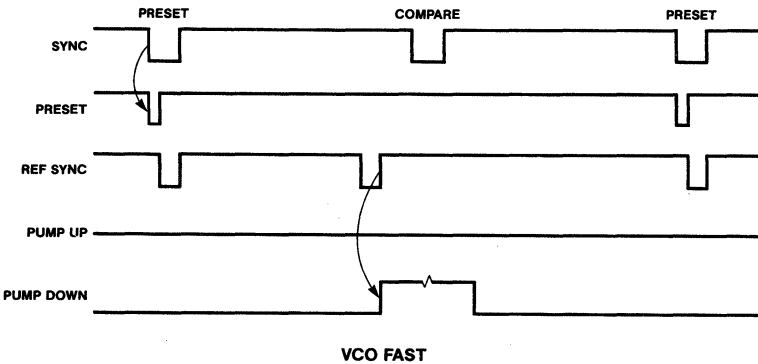 PRESET COMPARE PRESET
SYNC
PRESET
REF SYNC
PUMP UP
PUMP DOWN
VCO FAST